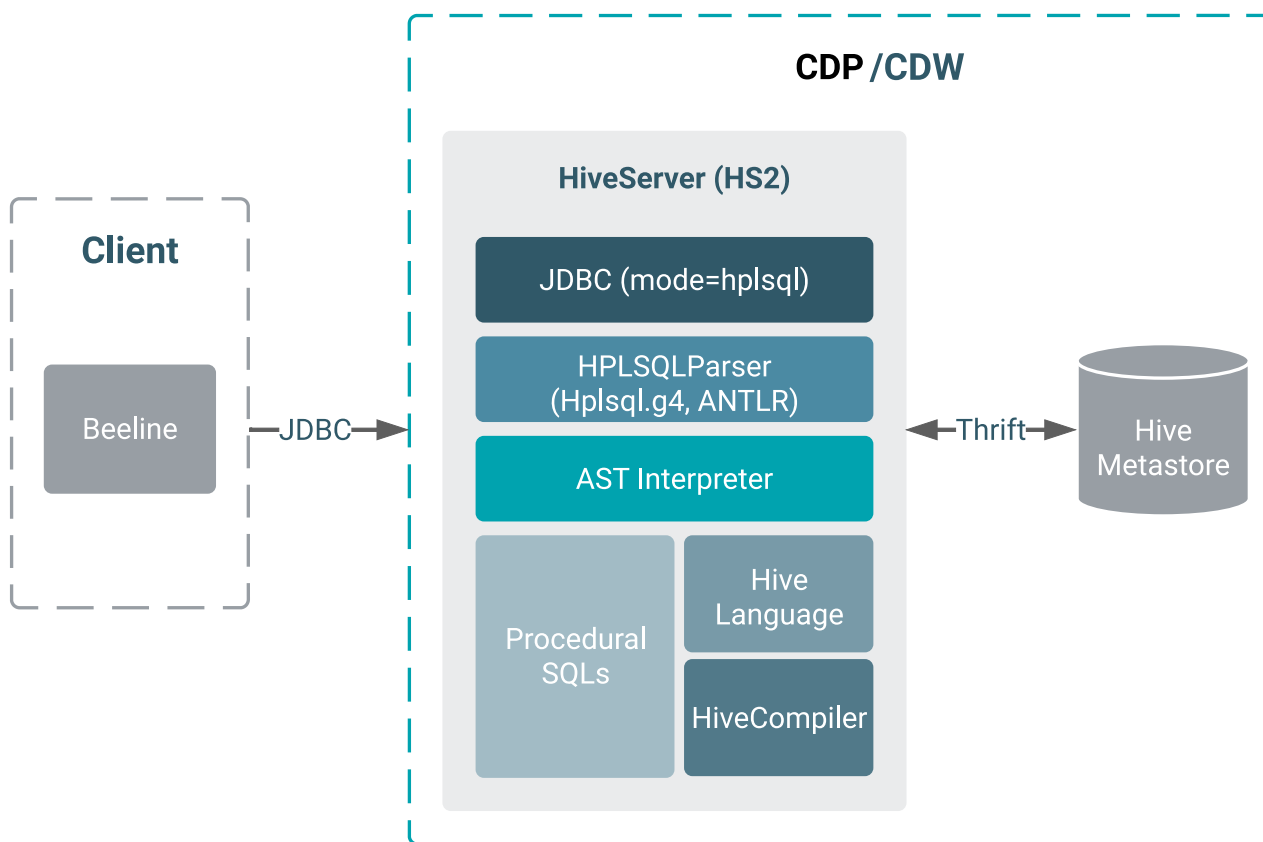 CDP /CDW
HiveServer (HS2)
Client
JDBC (mode=hplsql)
HPLSQLParser
(Hplsql.g4, ANTLR)
Beeline
JDBC
AST Interpreter
Thrift
Hive
Metastore
Procedural
SQLs
Hive
Language
HiveCompiler